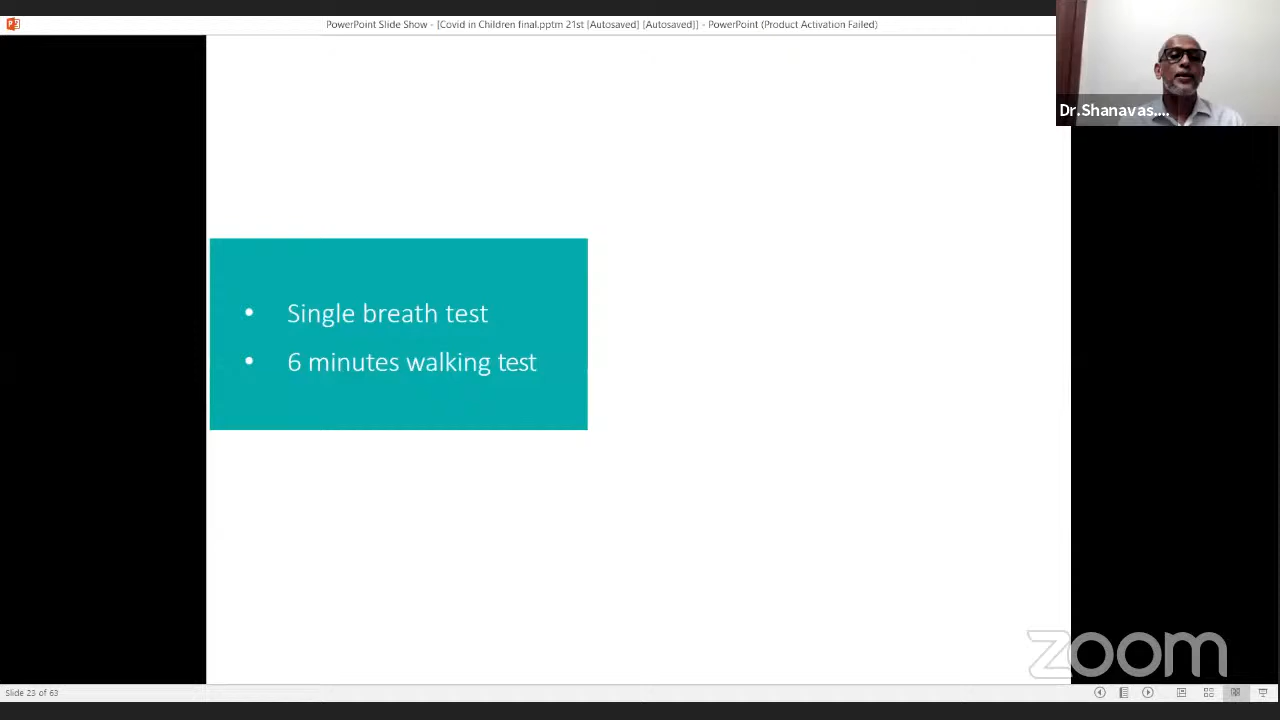 PowerPoint Slide Show - [Covid in Children final.pptm 21st [Autosaved] [Autosaved]] - PowerPoint (Product Activation Failed)
Dr.Shanavas....
• Single breath test
• 6 minutes walking test
zoom
Slide 23 of 63